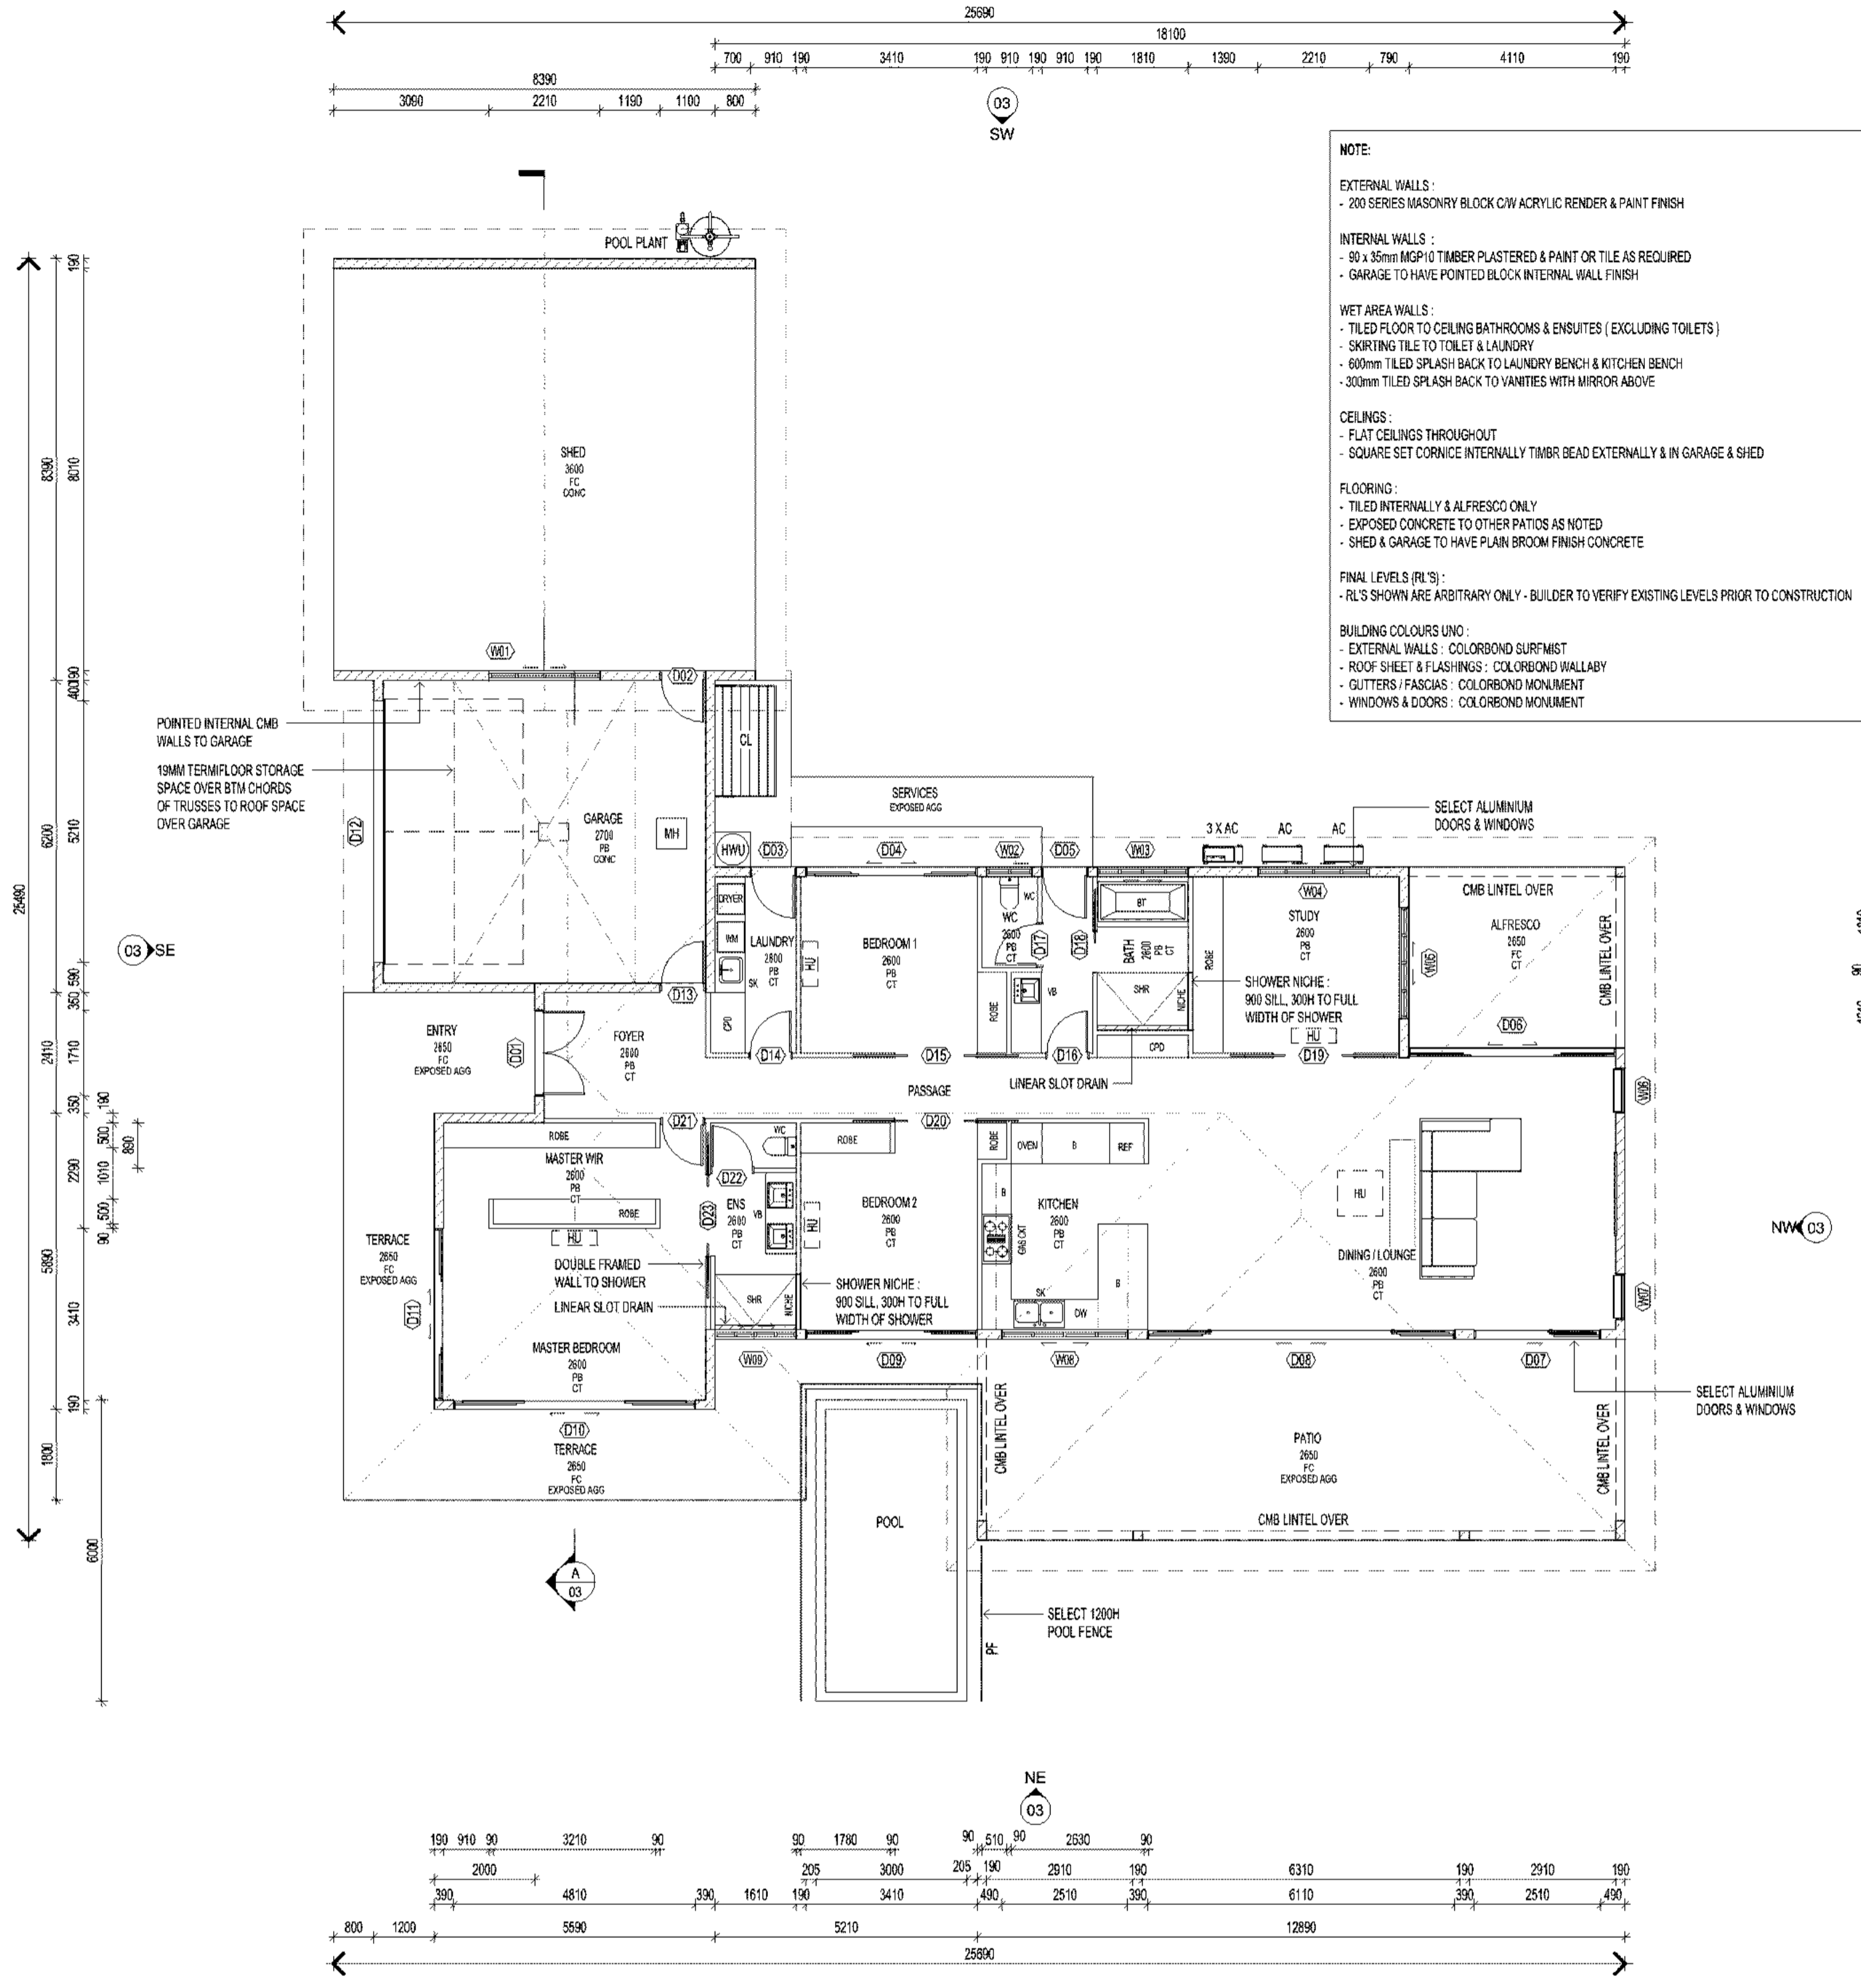 25690
18100
700 910 190 3410 190 910 190 910 190 1810 1390 2210 790 4110 190
8390
3090 2210 1190 1100 800
03
SW
NOTE:
EXTERNAL WALLS :
- 200 SERIES MASONRY BLOCK C/W ACRYLIC RENDER & PAINT FINISH
INTERNAL WALLS :
- 90 x 35mm MGP10 TIMBER PLASTERED & PAINT OR TILE AS REQUIRED
- GARAGE TO HAVE POINTED BLOCK INTERNAL WALL FINISH
WET AREA WALLS :
- TILED FLOOR TO CEILING BATHROOMS & ENSUITES ( EXCLUDING TOILETS )
- SKIRTING TILE TO TOILET & LAUNDRY
- 600mm TILED SPLASH BACK TO LAUNDRY BENCH & KITCHEN BENCH
- 300mm TILED SPLASH BACK TO VANITIES WITH MIRROR ABOVE
CEILINGS :
- FLAT CEILINGS THROUGHOUT
- SQUARE SET CORNICE INTERNALLY TIMBR BEAD EXTERNALLY & IN GARAGE & SHED
FLOORING :
- TILED INTERNALLY & ALFRESCO ONLY
- EXPOSED CONCRETE TO OTHER PATIOS AS NOTED
- SHED & GARAGE TO HAVE PLAIN BROOM FINISH CONCRETE
FINAL LEVELS (RL'S) :
- RL'S SHOWN ARE ARBITRARY ONLY - BUILDER TO VERIFY EXISTING LEVELS PRIOR TO CONSTRUCTION
BUILDING COLOURS UNO :
- EXTERNAL WALLS : COLORBOND SURFMIST
- ROOF SHEET & FLASHINGS : COLORBOND WALLABY
- GUTTERS / FASCIAS : COLORBOND MONUMENT
- WINDOWS & DOORS : COLORBOND MONUMENT
POOL PLANT
SHED
3600
FC
CONC
W01
D02
POINTED INTERNAL CMB
WALLS TO GARAGE
19MM TERMIFLOOR STORAGE
SPACE OVER BTM CHORDS
OF TRUSSES TO ROOF SPACE
OVER GARAGE
D12
GARAGE
2700
PB
CONC
MH
CL
HWU
SERVICES
EXPOSED AGG
D03
D04
W02
D05
W03
3 X AC
AC
AC
SELECT ALUMINIUM
DOORS & WINDOWS
W04
03
SE
DRYER
WM
SK
LAUNDRY
2600
PB
CT
CPD
HU
BEDROOM 1
2600
PB
CT
ROBE
WC
WC
2600
PB
CT
D17
D18
VB
BT
BATH
2600
PB
CT
SHR
NICHE
CPD
ROBE
STUDY
2600
PB
CT
SHOWER NICHE :
900 SILL, 300H TO FULL
WIDTH OF SHOWER
HU
W05
CMB LINTEL OVER
ALFRESCO
2650
FC
CT
CMB LINTEL OVER
D06
D13
D14
D15
D16
D19
ENTRY
2650
FC
EXPOSED AGG
D01
FOYER
2600
PB
CT
PASSAGE
LINEAR SLOT DRAIN
W06
D21
D20
ROBE
MASTER WIR
2600
PB
CT
ROBE
HU
WC
D22
D23
ENS
2600
PB
CT
VB
HU
ROBE
BEDROOM 2
2600
PB
CT
ROBE
OVEN
B
REF
B
KITCHEN
2600
PB
CT
GAS CKT
B
SK
DW
HU
DINING / LOUNGE
2600
PB
CT
NW
03
TERRACE
2650
FC
EXPOSED AGG
D11
DOUBLE FRAMED
WALL TO SHOWER
LINEAR SLOT DRAIN
SHR
NICHE
SHOWER NICHE :
900 SILL, 300H TO FULL
WIDTH OF SHOWER
W07
MASTER BEDROOM
2600
PB
CT
W09
D09
W08
D08
D07
SELECT ALUMINIUM
DOORS & WINDOWS
D10
TERRACE
2650
FC
EXPOSED AGG
CMB LINTEL OVER
PATIO
2650
FC
EXPOSED AGG
CMB LINTEL OVER
CMB LINTEL OVER
POOL
A
03
SELECT 1200H
POOL FENCE
PF
25490
8390 6200 2410 2290 5890 1800
190 8010 190 400 5210 590 350 1710 350 190 500 1010 500 90 3410 190
890
6000
90
NE
03
190 910 90 3210 90 90 1780 90 90 510 90 2630 90
2000 205 3000 205 190 2910 190 6310 190 2910 190
390 4810 390 1610 190 3410 490 2510 390 6110 390 2510 490
800 1200 5590 5210 12890
25690